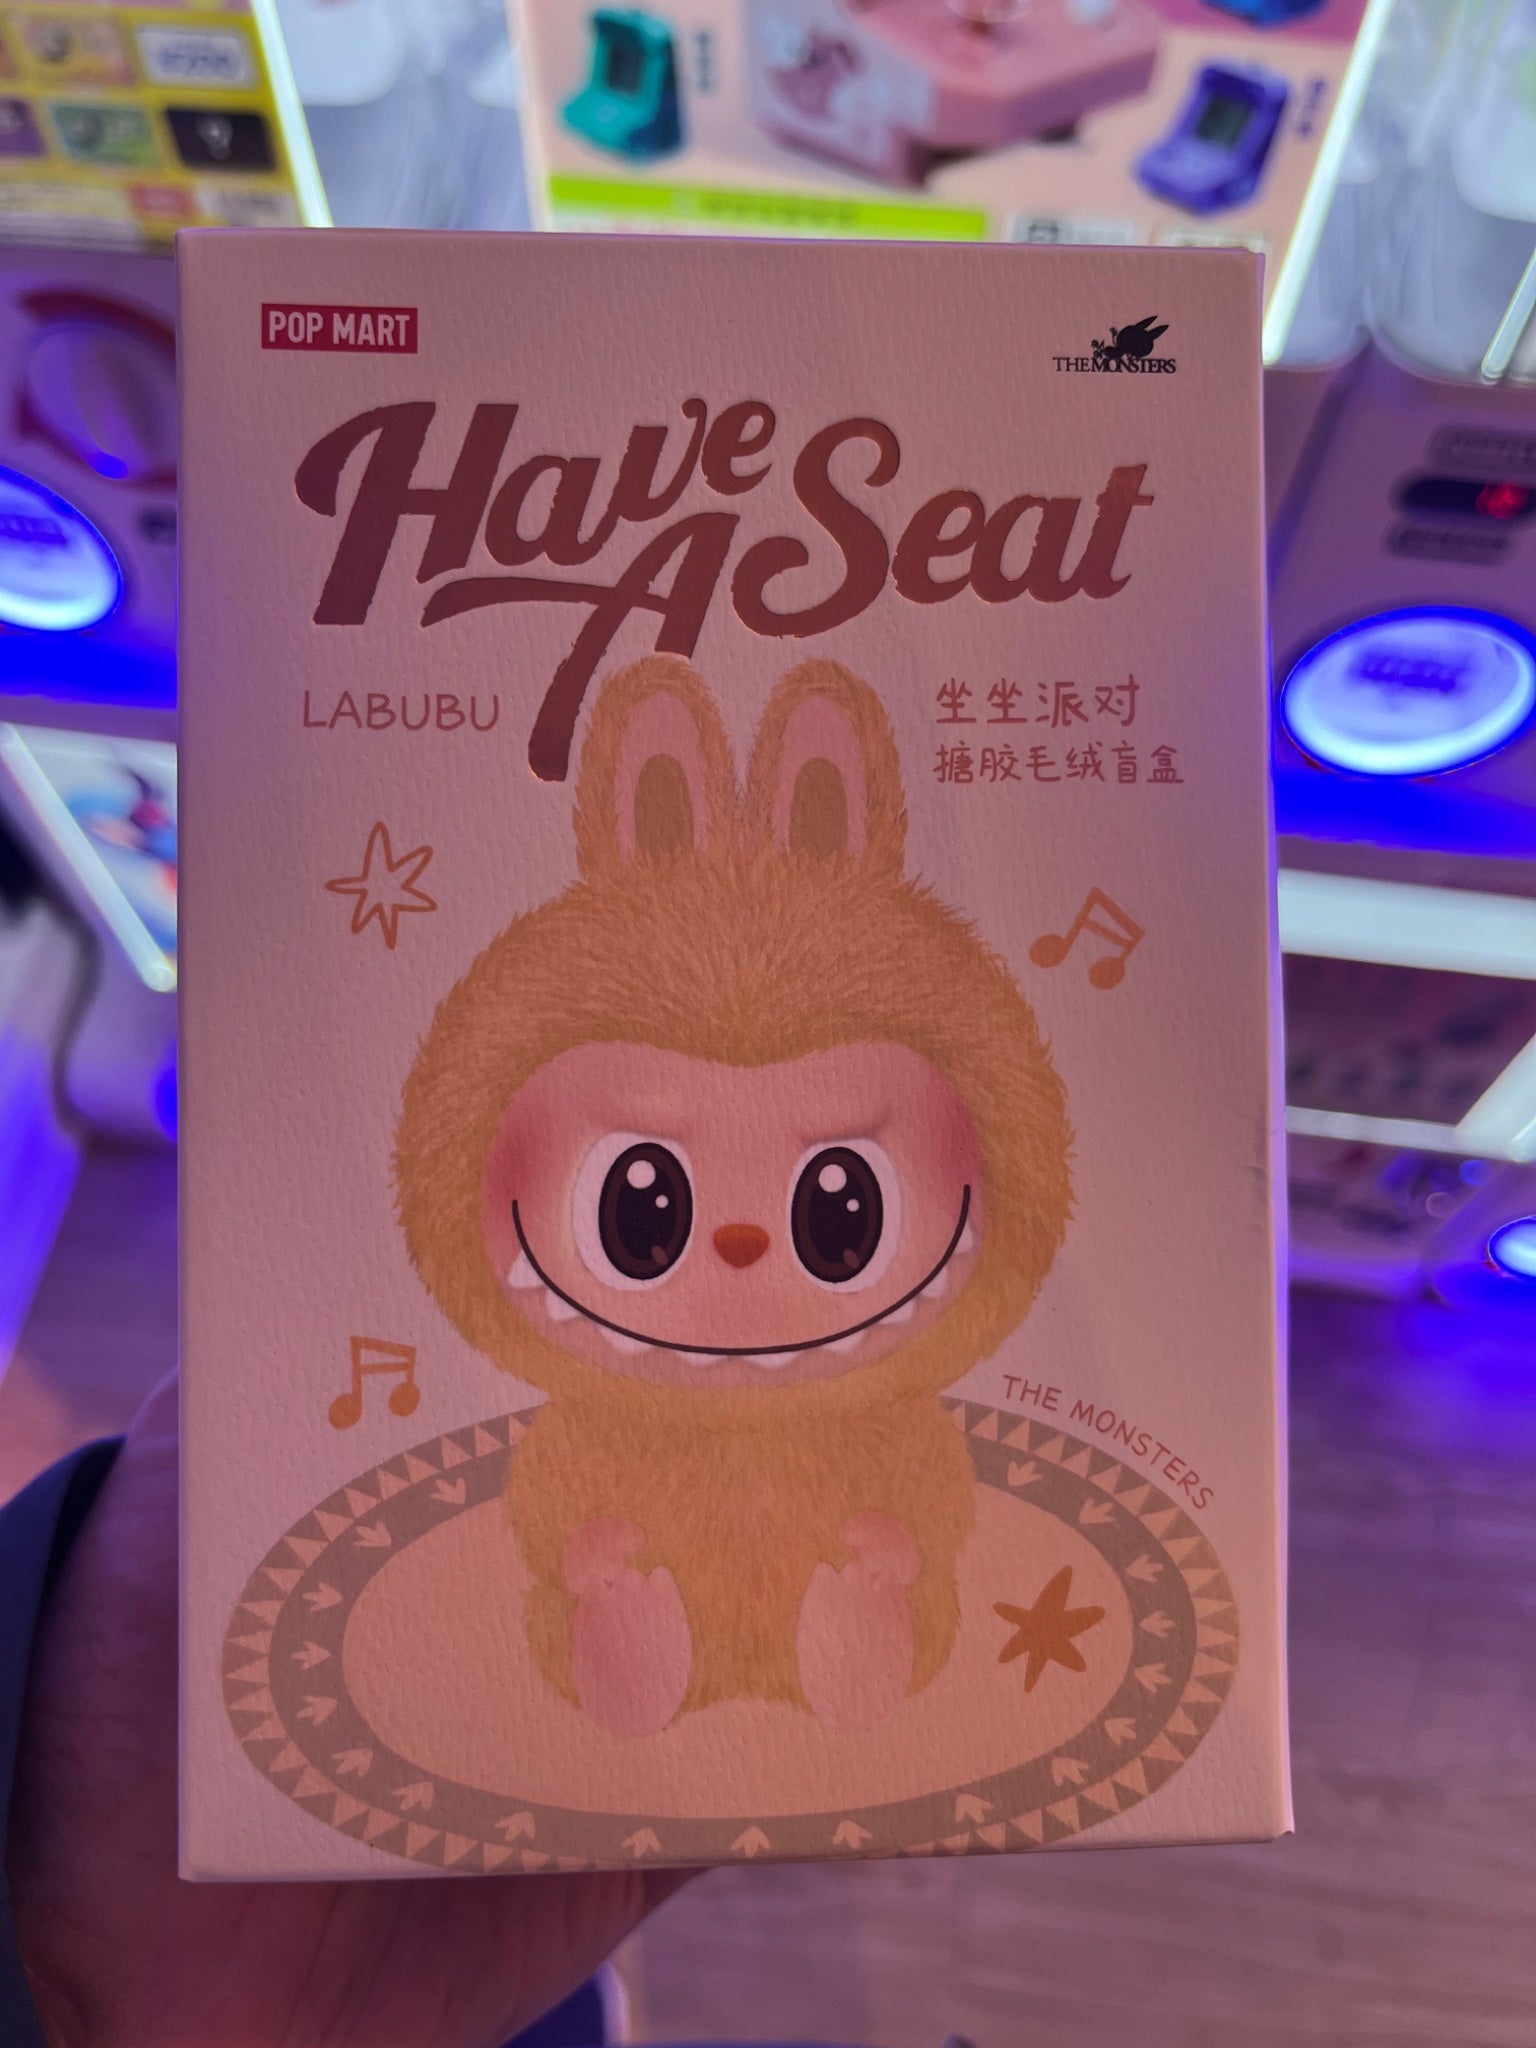 POP MART
THE MONSTERS
Have A Seat
LABUBU
坐坐派对
搪胶毛绒盲盒
THE MONSTERS
?